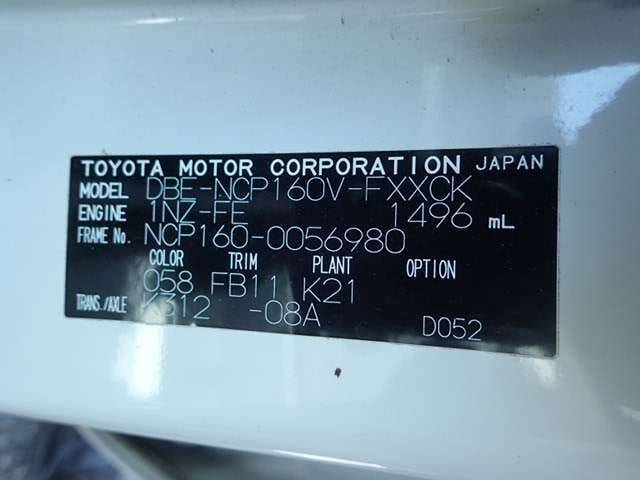 TOYOTA MOTOR CORPORATION JAPAN
MODEL DBE-NCP160V-FXXCK
ENGINE 1NZ-FE 1496 mL
FRAME No. NCP160-0056980
COLOR TRIM PLANT OPTION
058 FB11 K21
TRANS./AXLE K312 -08A
D052